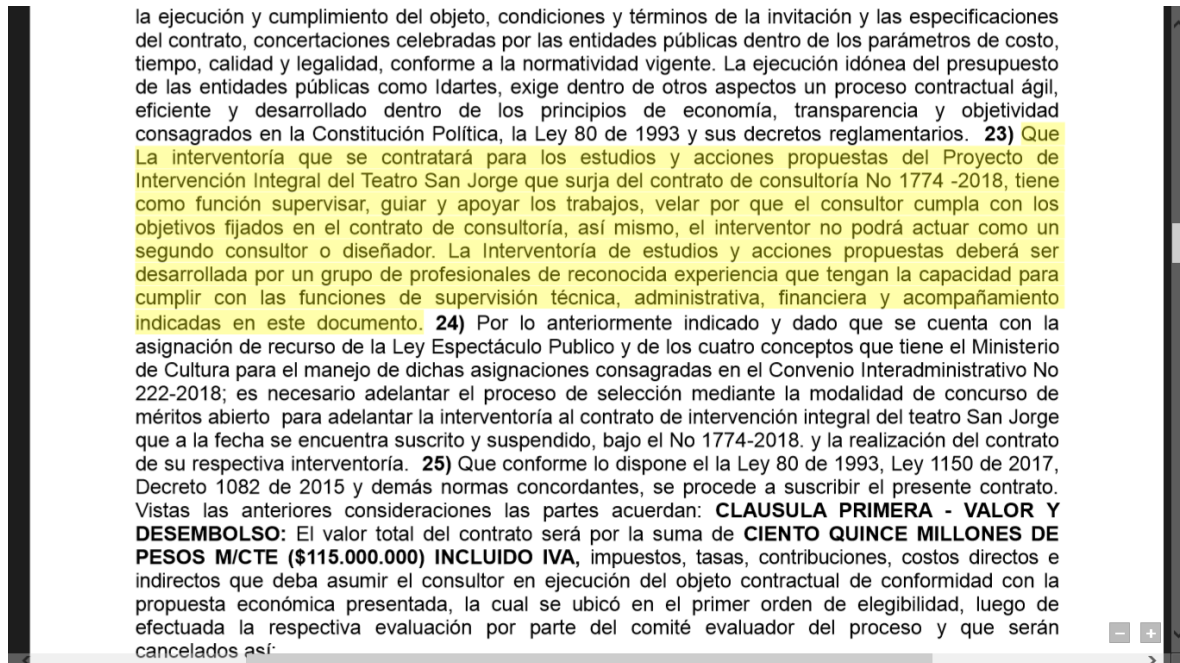 la ejecución y cumplimiento del objeto, condiciones y términos de la invitación y las especificaciones
del contrato, concertaciones celebradas por las entidades públicas dentro de los parámetros de costo,
tiempo, calidad y legalidad, conforme a la normatividad vigente. La ejecución idónea del presupuesto
de las entidades públicas como Idartes, exige dentro de otros aspectos un proceso contractual ágil,
eficiente y desarrollado dentro de los principios de economía, transparencia y objetividad
consagrados en la Constitución Política, la Ley 80 de 1993 y sus decretos reglamentarios. 23) Que
La interventoría que se contratará para los estudios y acciones propuestas del Proyecto de
Intervención Integral del Teatro San Jorge que surja del contrato de consultoría No 1774 -2018, tiene
como función supervisar, guiar y apoyar los trabajos, velar por que el consultor cumpla con los
objetivos fijados en el contrato de consultoría, así mismo, el interventor no podrá actuar como un
segundo consultor o diseñador. La Interventoría de estudios y acciones propuestas deberá ser
desarrollada por un grupo de profesionales de reconocida experiencia que tengan la capacidad para
cumplir con las funciones de supervisión técnica, administrativa, financiera y acompañamiento
indicadas en este documento. 24) Por lo anteriormente indicado y dado que se cuenta con la
asignación de recurso de la Ley Espectáculo Publico y de los cuatro conceptos que tiene el Ministerio
de Cultura para el manejo de dichas asignaciones consagradas en el Convenio Interadministrativo No
222-2018; es necesario adelantar el proceso de selección mediante la modalidad de concurso de
méritos abierto para adelantar la interventoría al contrato de intervención integral del teatro San Jorge
que a la fecha se encuentra suscrito y suspendido, bajo el No 1774-2018. y la realización del contrato
de su respectiva interventoría. 25) Que conforme lo dispone el la Ley 80 de 1993, Ley 1150 de 2017,
Decreto 1082 de 2015 y demás normas concordantes, se procede a suscribir el presente contrato.
Vistas las anteriores consideraciones las partes acuerdan: CLAUSULA PRIMERA - VALOR Y
DESEMBOLSO: El valor total del contrato será por la suma de CIENTO QUINCE MILLONES DE
PESOS M/CTE ($115.000.000) INCLUIDO IVA, impuestos, tasas, contribuciones, costos directos e
indirectos que deba asumir el consultor en ejecución del objeto contractual de conformidad con la
propuesta económica presentada, la cual se ubicó en el primer orden de elegibilidad, luego de
efectuada la respectiva evaluación por parte del comité evaluador del proceso y que serán
cancelados así: